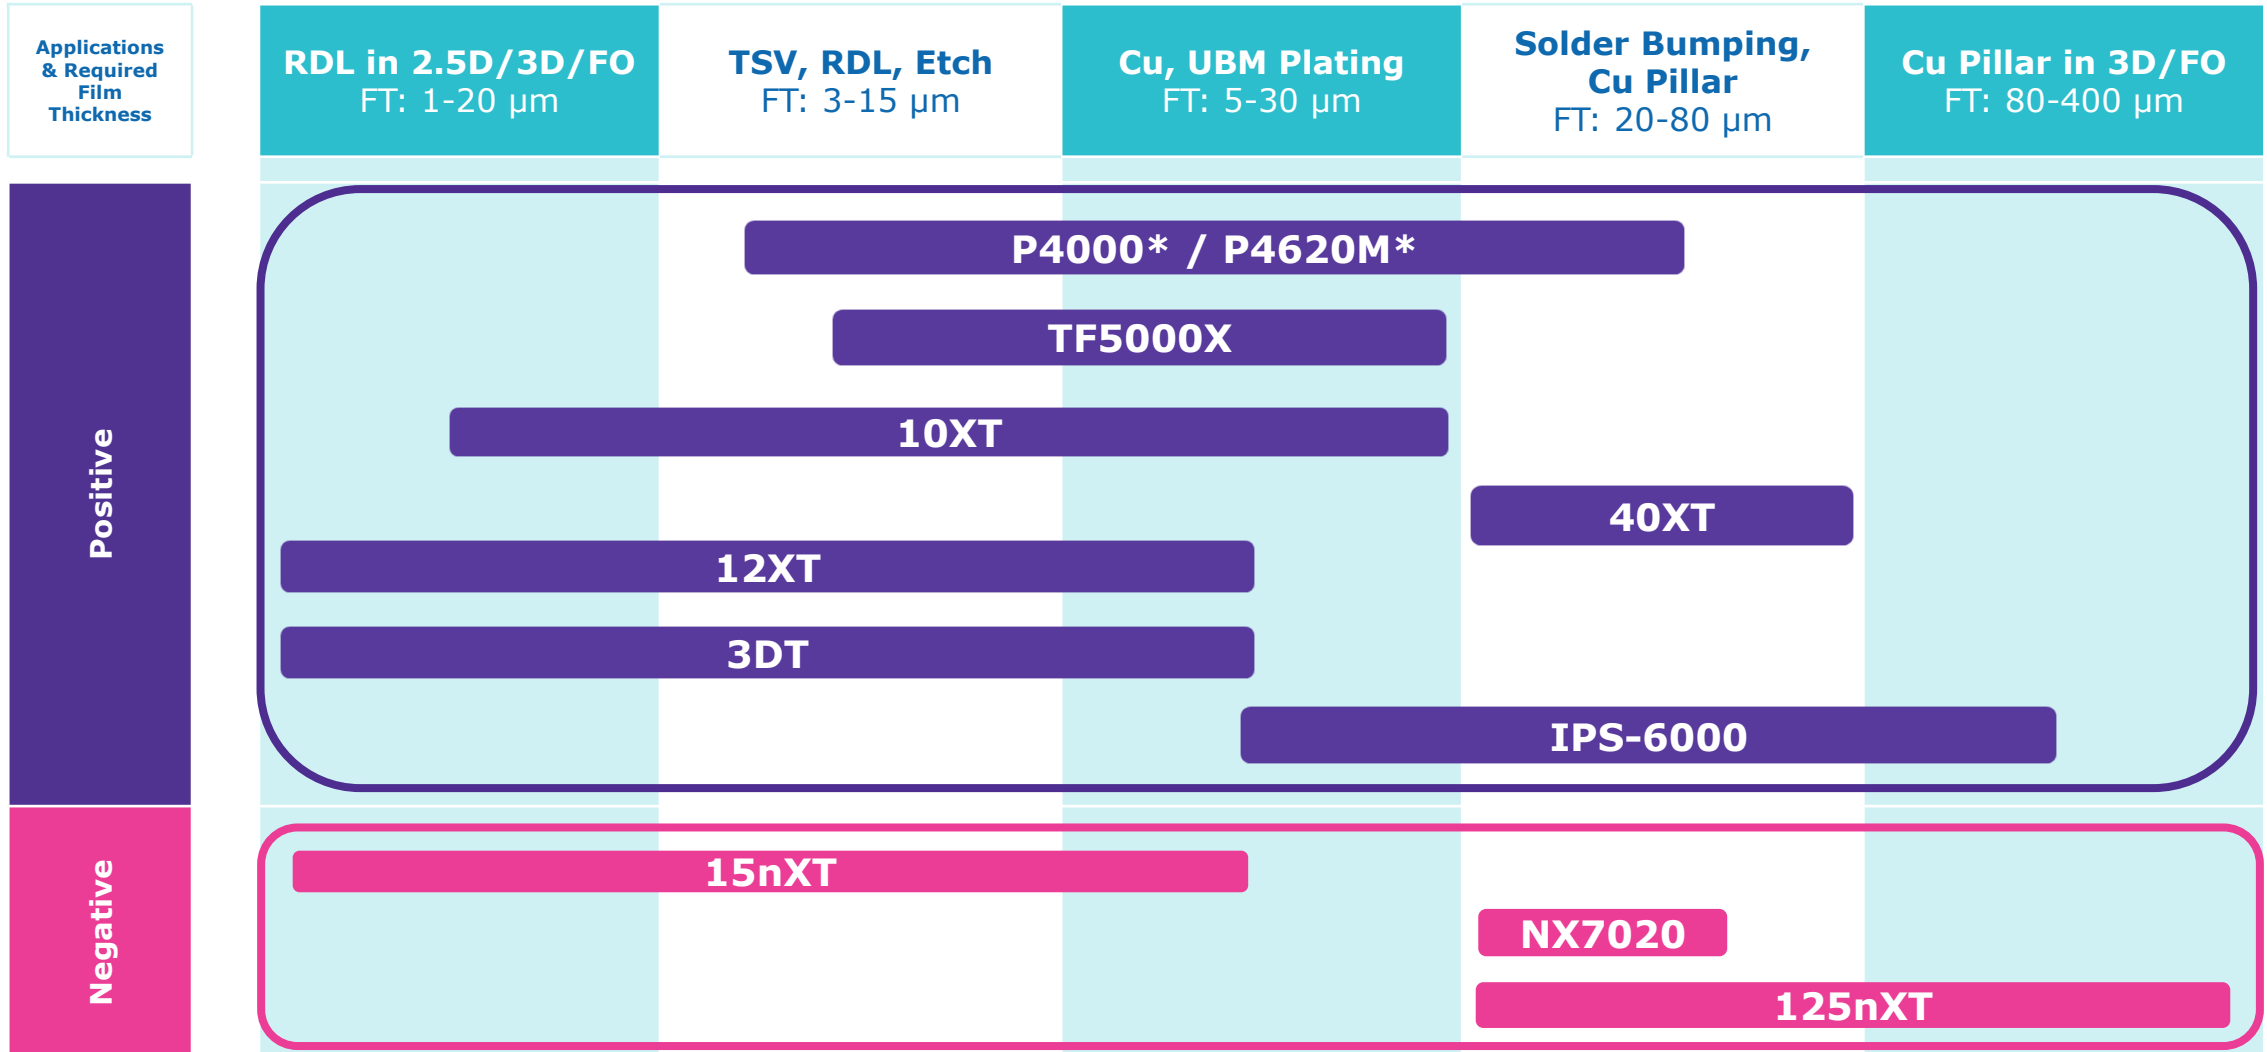 Applications
& Required
Film
Thickness
RDL in 2.5D/3D/FO
FT: 1-20 µm
TSV, RDL, Etch
FT: 3-15 µm
Cu, UBM Plating
FT: 5-30 µm
Solder Bumping,
Cu Pillar
FT: 20-80 µm
Cu Pillar in 3D/FO
FT: 80-400 µm
Positive
P4000* / P4620M*
TF5000X
10XT
40XT
12XT
3DT
IPS-6000
Negative
15nXT
NX7020
125nXT